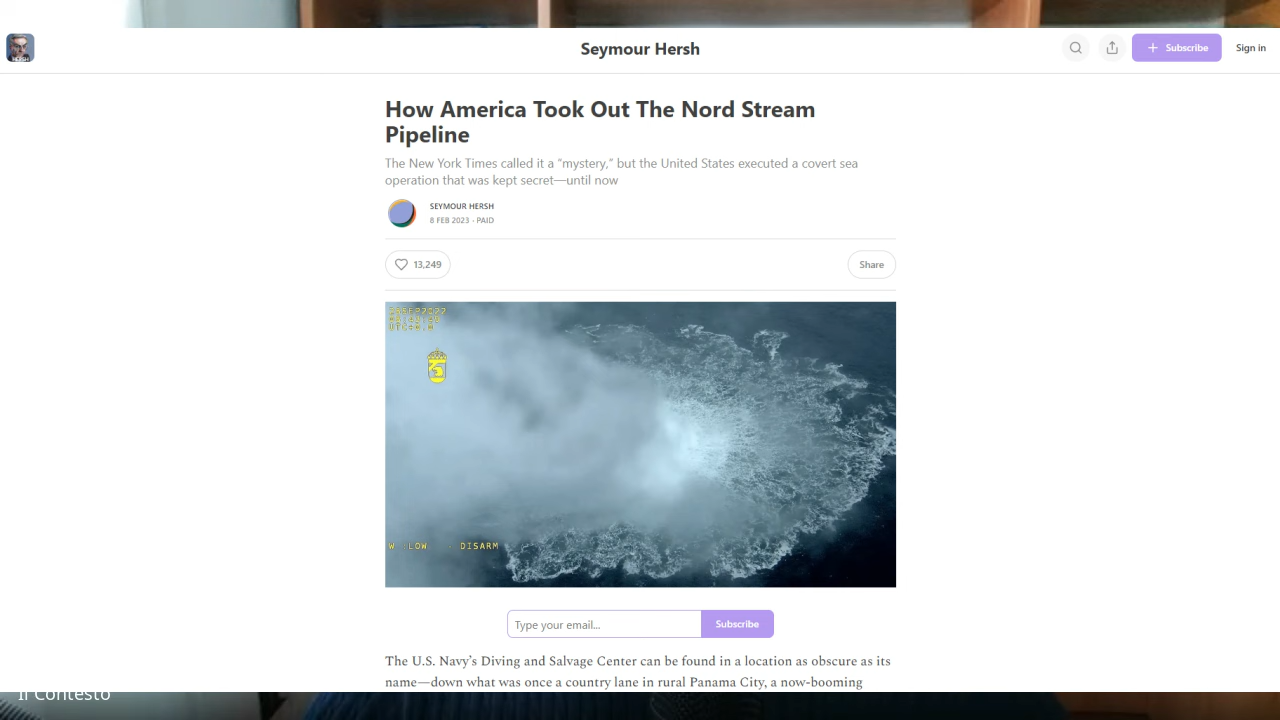 HERSH
Seymour Hersh
Subscribe
Sign in
How America Took Out The Nord Stream
Pipeline
The New York Times called it a “mystery,” but the United States executed a covert sea
operation that was kept secret—until now
SEYMOUR HERSH
8 FEB 2023 · PAID
13,249
Share
W LOW - DISARM
Type your email...
Subscribe
The U.S. Navy’s Diving and Salvage Center can be found in a location as obscure as its
name—down what was once a country lane in rural Panama City, a now-booming
Il Contesto